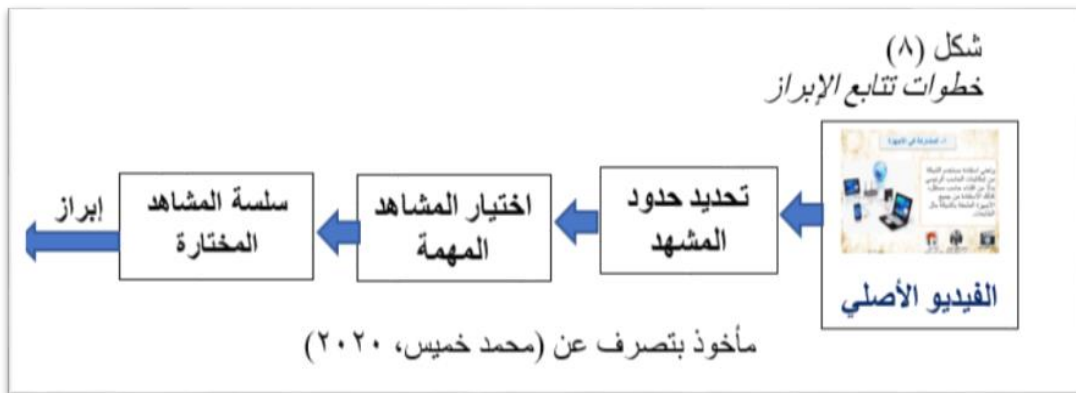 شكل (٨)
خطوات تتابع الإبراز
الفيديو الأصلي
تحديد حدود
المشهد
اختيار المشاهد
المهمة
سلسة المشاهد
المختارة
إبراز
مأخوذ بتصرف عن (محمد خميس، ٢٠٢٠)